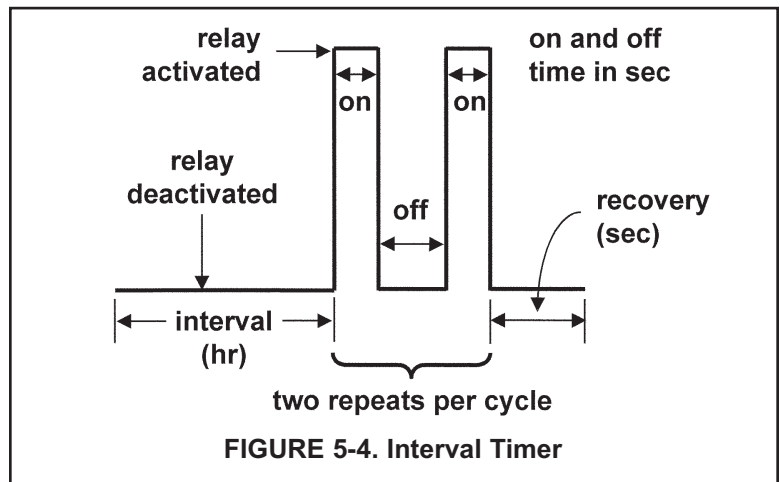 relay
activated
on and off
time in sec
on
on
relay
deactivated
off
recovery
(sec)
interval
(hr)
two repeats per cycle
FIGURE 5-4. Interval Timer